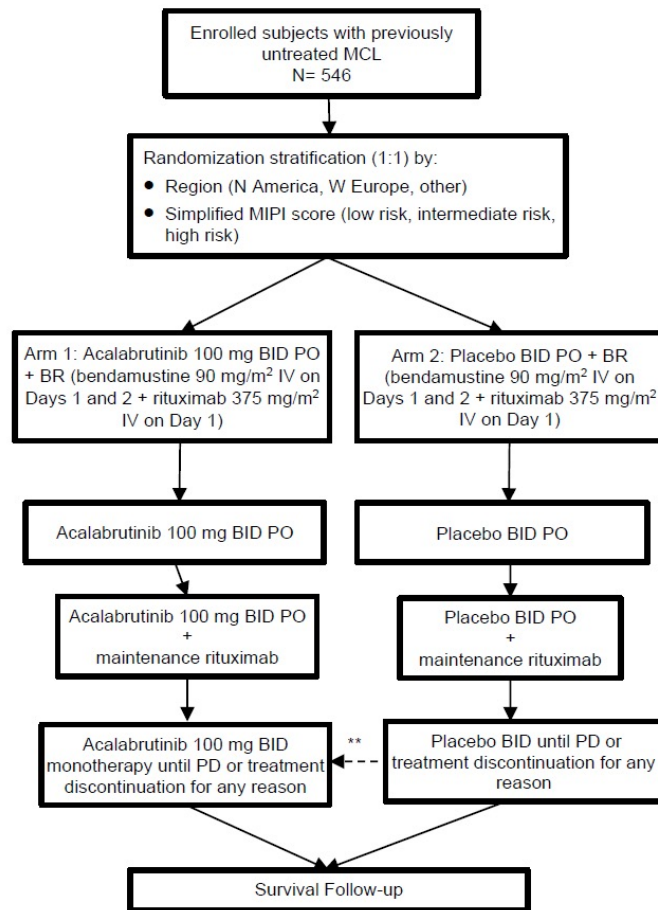 Enrolled subjects with previously
untreated MCL
N= 546
Randomization stratification (1:1) by:
● Region (N America, W Europe, other)
● Simplified MIPI score (low risk, intermediate risk,
high risk)
Arm 1: Acalabrutinib 100 mg BID PO
+ BR (bendamustine 90 mg/m² IV on
Days 1 and 2 + rituximab 375 mg/m²
IV on Day 1)
Arm 2: Placebo BID PO + BR
(bendamustine 90 mg/m² IV on
Days 1 and 2 + rituximab 375 mg/m²
IV on Day 1)
Acalabrutinib 100 mg BID PO
Placebo BID PO
Acalabrutinib 100 mg BID PO
+
maintenance rituximab
Placebo BID PO
+
maintenance rituximab
Acalabrutinib 100 mg BID
monotherapy until PD or treatment
discontinuation for any reason
**
Placebo BID until PD or
treatment discontinuation for any
reason
Survival Follow-up